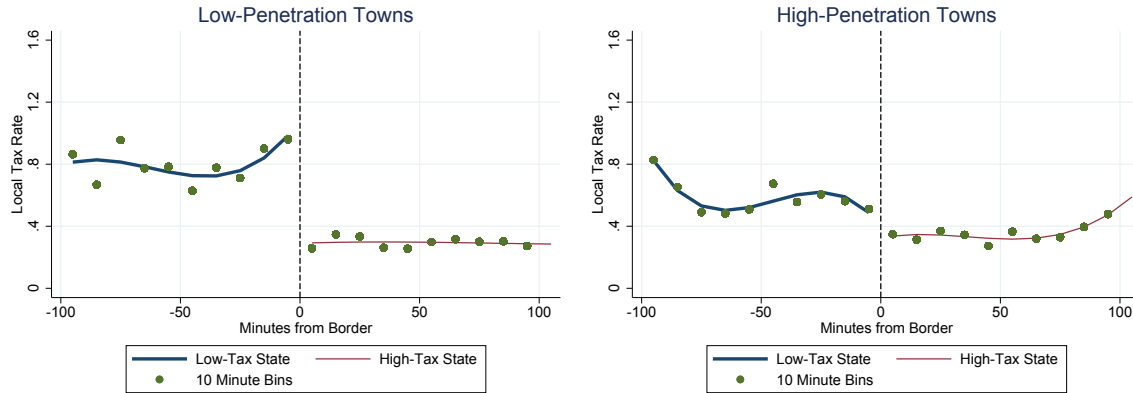 Low-Penetration Towns
Local Tax Rate
1.6
1.2
.8
.4
0
-100 -50 0 50 100
Minutes from Border
Low-Tax State High-Tax State
10 Minute Bins
High-Penetration Towns
Local Tax Rate
1.6
1.2
.8
.4
0
-100 -50 0 50 100
Minutes from Border
Low-Tax State High-Tax State
10 Minute Bins